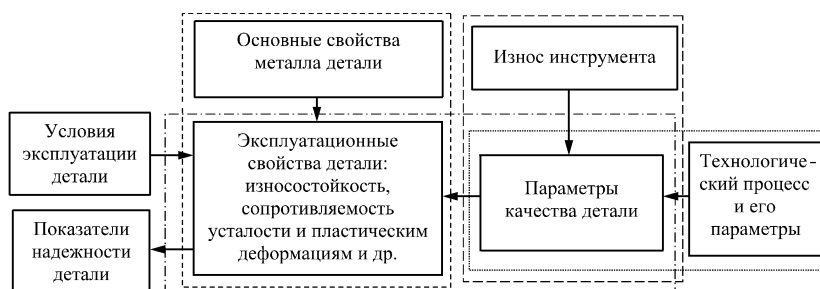 Основные свойства
металла детали
Износ инструмента
Условия
эксплуатации
детали
Эксплуатационные
свойства детали:
износостойкость,
сопротивляемость
усталости и пластическим
деформациям и др.
Параметры
качества детали
Технологиче-
ский процесс
и его
параметры
Показатели
надежности
детали